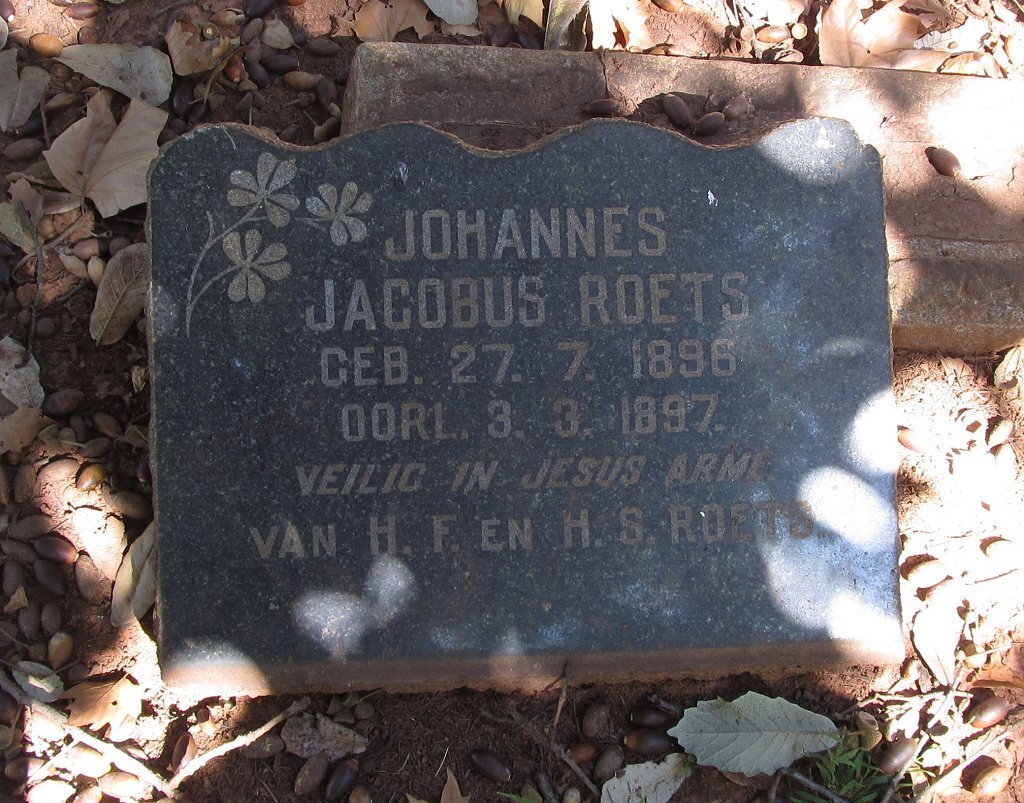 JOHANNES
JACOBUS ROETS
GEB. 27. 7. 1896
OORL. 3. 3. 1897.
VEILIG IN JESUS ARME
VAN H. F. EN H. S. ROETS.